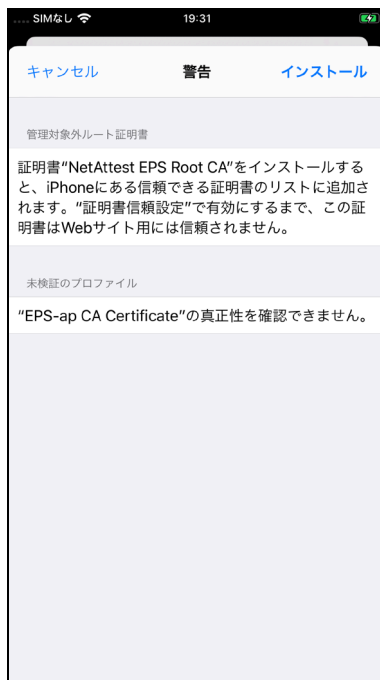 SIMなし 19:31
キャンセル 警告 インストール
管理対象外ルート証明書
証明書“NetAttest EPS Root CA”をインストールする
と、iPhoneにある信頼できる証明書のリストに追加さ
れます。“証明書信頼設定”で有効にするまで、この証
明書はWebサイト用には信頼されません。
未検証のプロファイル
“EPS-ap CA Certificate”の真正性を確認できません。